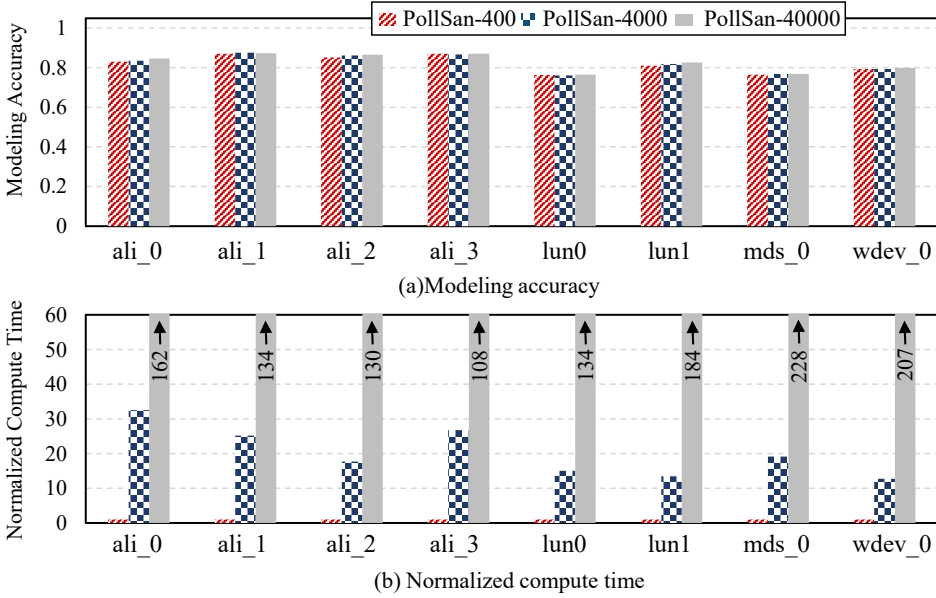 PollSan-400 PollSan-4000 PollSan-40000
Modeling Accuracy
1
0.8
0.6
0.4
0.2
0
ali_0 ali_1 ali_2 ali_3 lun0 lun1 mds_0 wdev_0
(a)Modeling accuracy
Normalized Compute Time
60
50
40
30
20
10
0
162 134 130 108 134 184 228 207
ali_0 ali_1 ali_2 ali_3 lun0 lun1 mds_0 wdev_0
(b) Normalized compute time